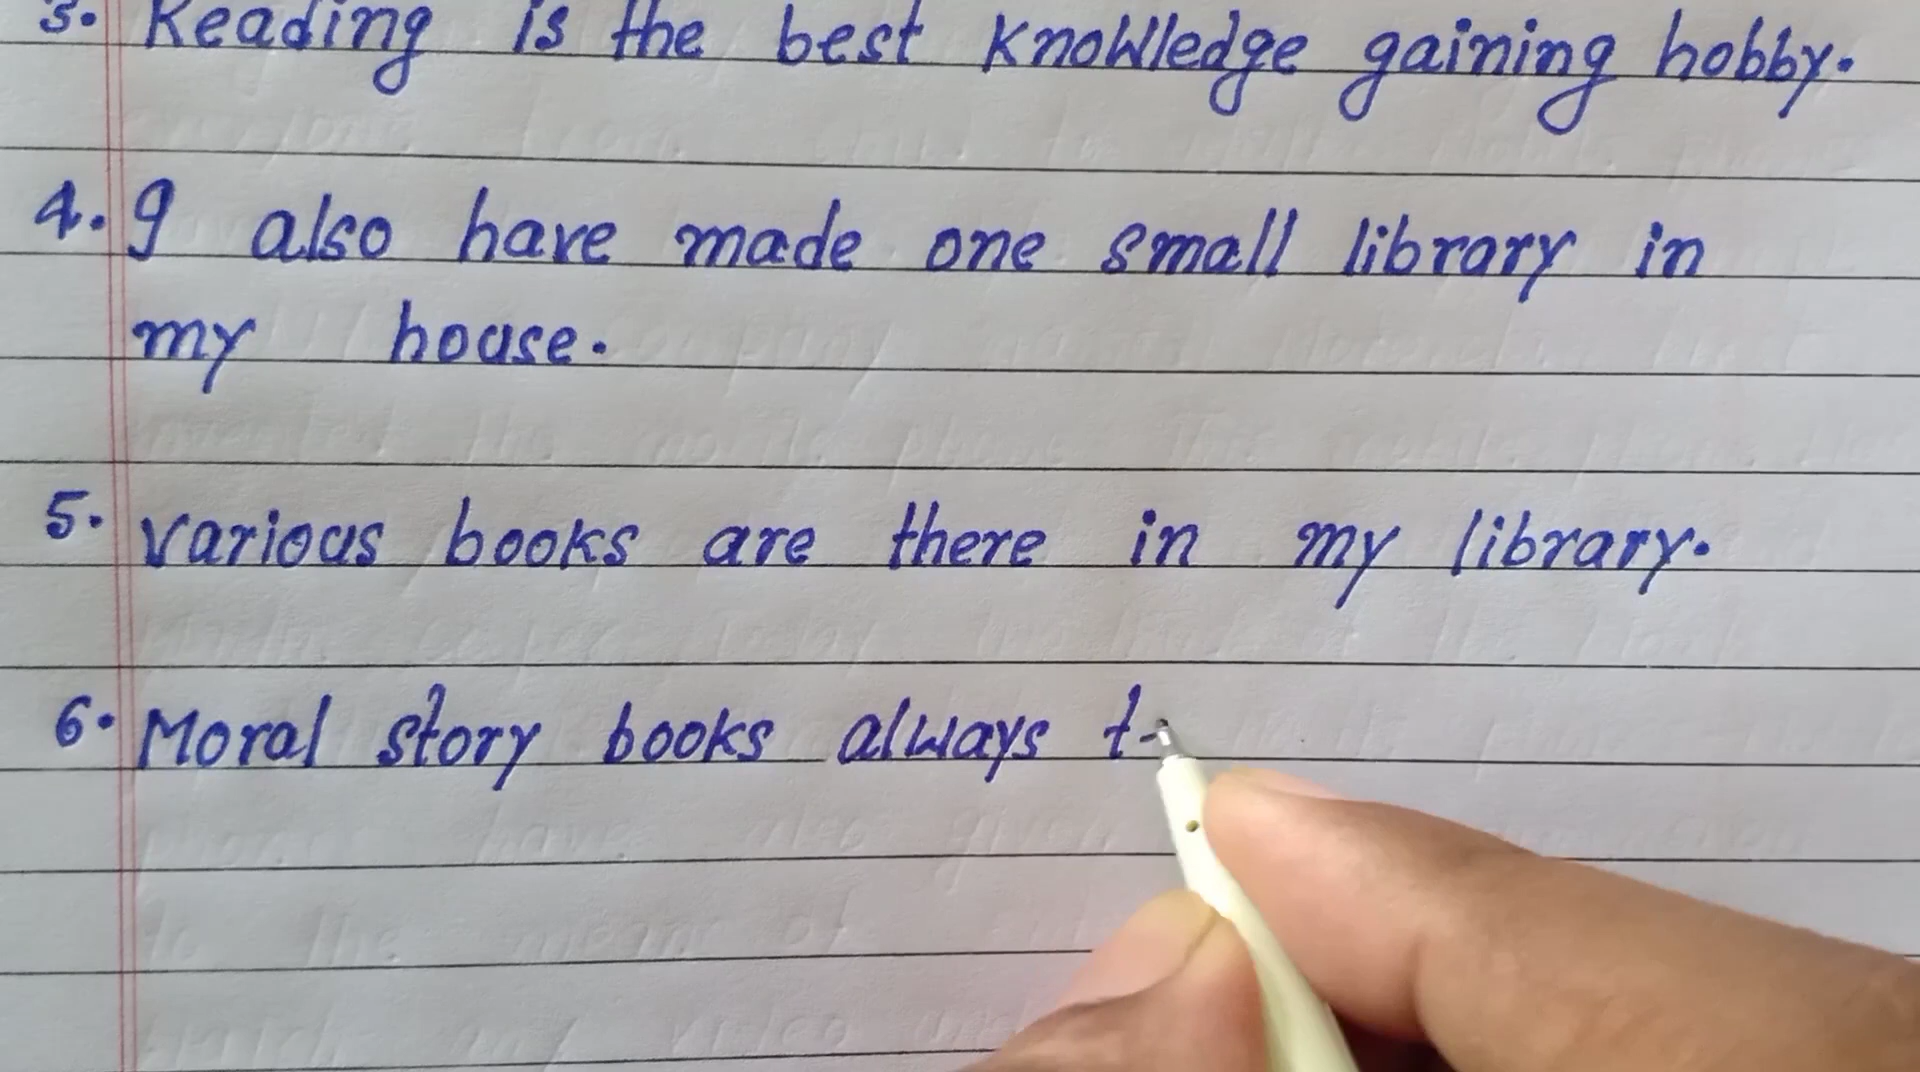 3. Reading is the best knowledge gaining hobby.
4. I also have made one small library in
my house.
5. Various books are there in my library.
6. Moral story books always